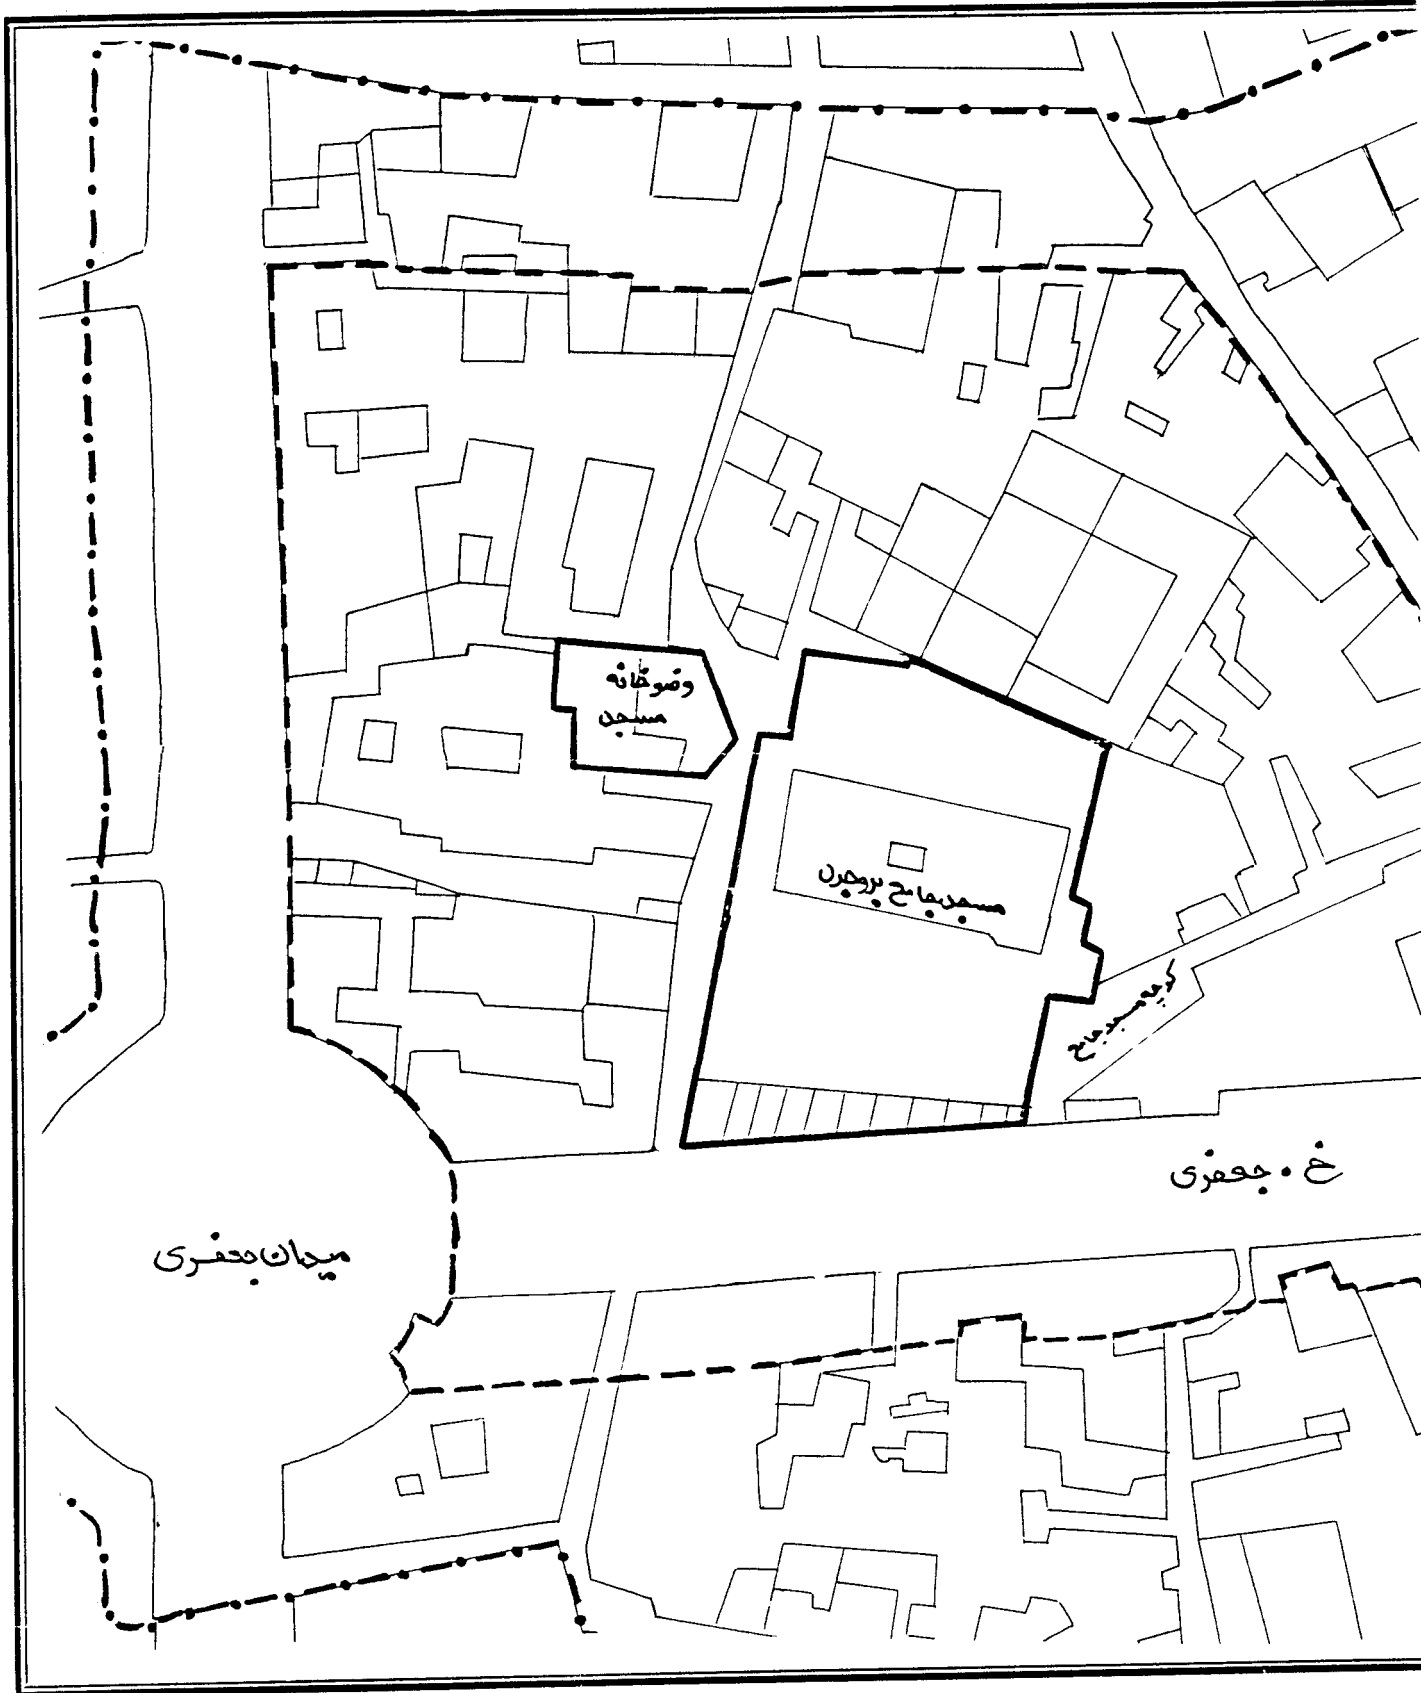 وضوخانه
مسجد
مسجد جامع بروجرد
کوچه مسجد جامع
خ . جعفری
میدان جعفری